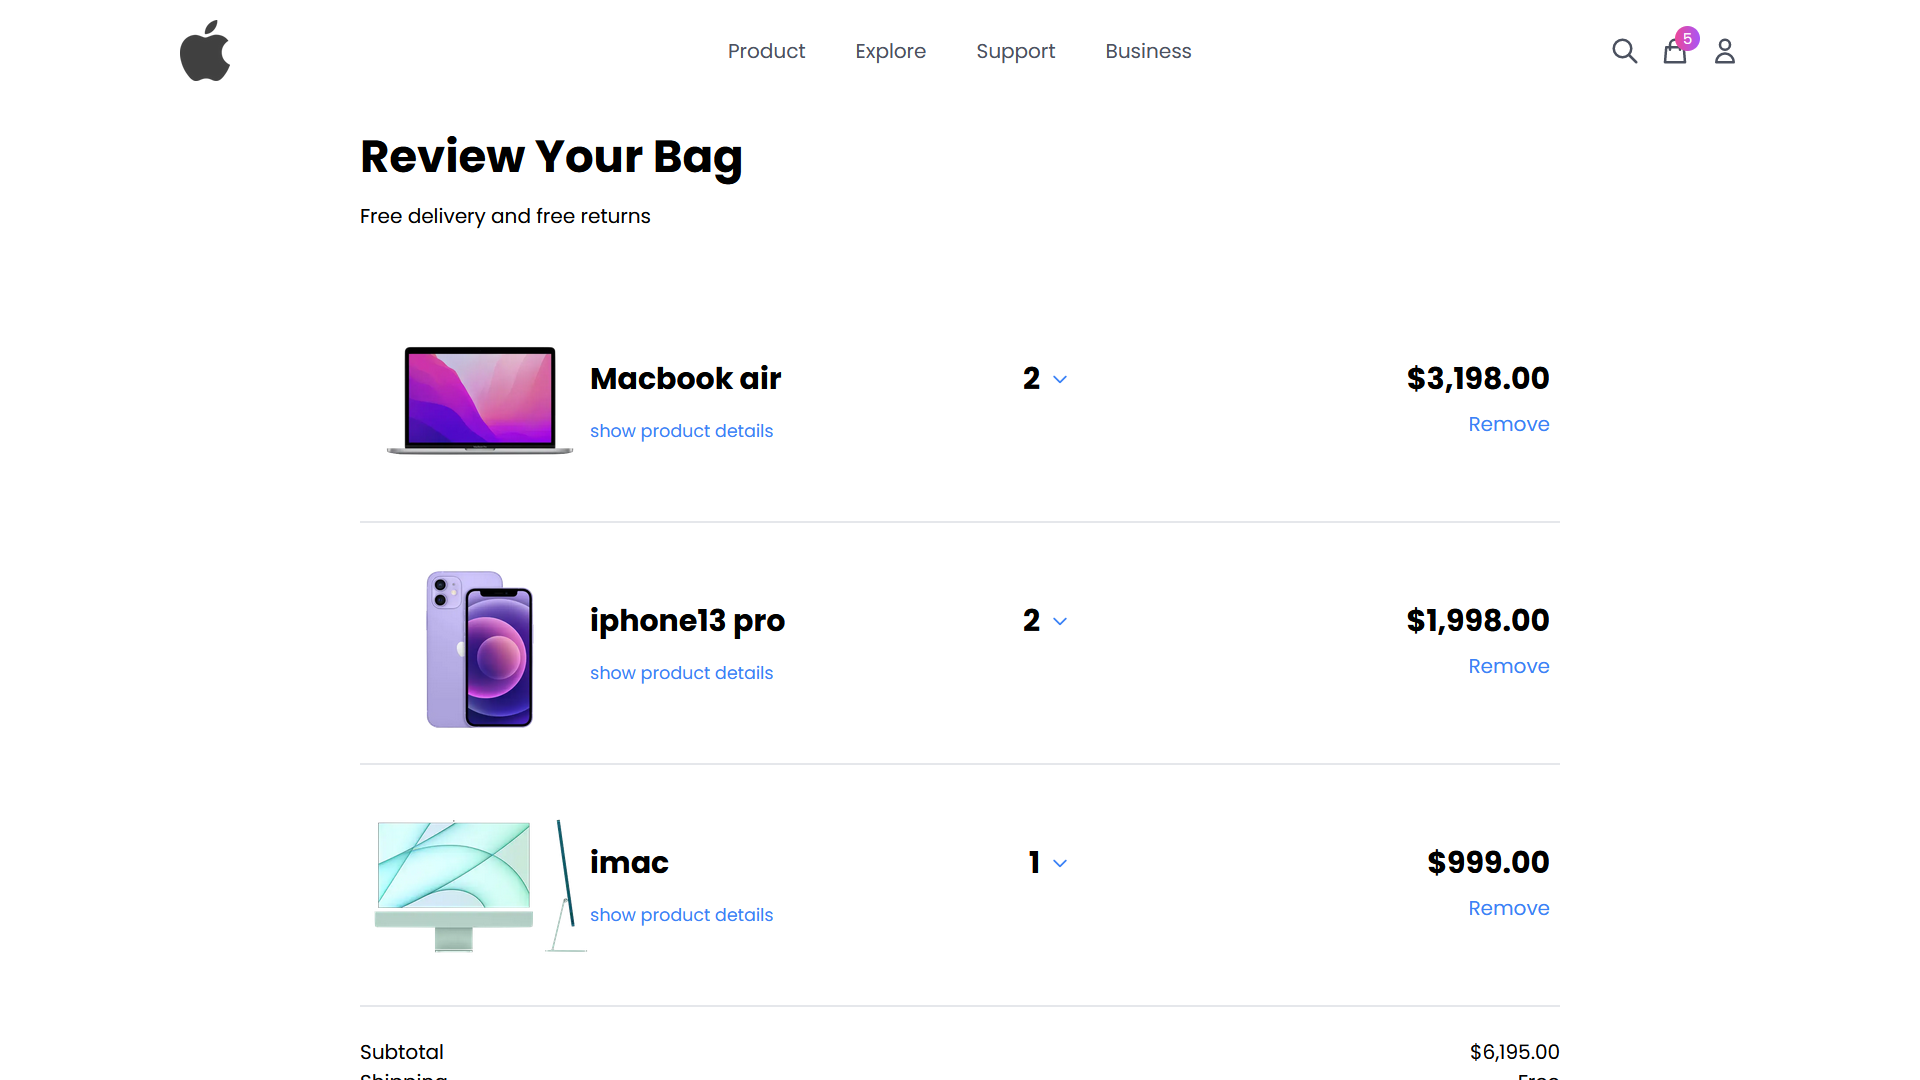 Product Explore Support Business 5
Review Your Bag
Free delivery and free returns
Macbook air 2 $3,198.00
show product details Remove
iphone13 pro 2 $1,998.00
show product details Remove
imac 1 $999.00
show product details Remove
Subtotal $6,195.00
Shipping Free